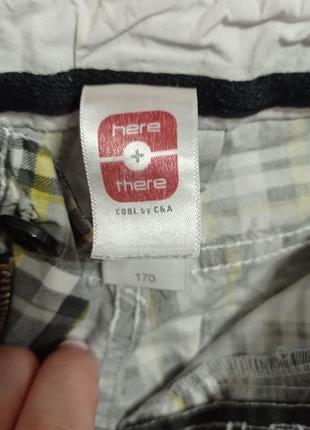 here
+
there
COOL by C&A
170